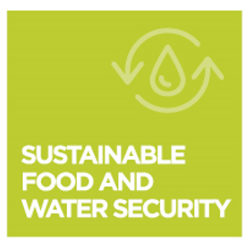 SUSTAINABLE
FOOD AND
WATER SECURITY